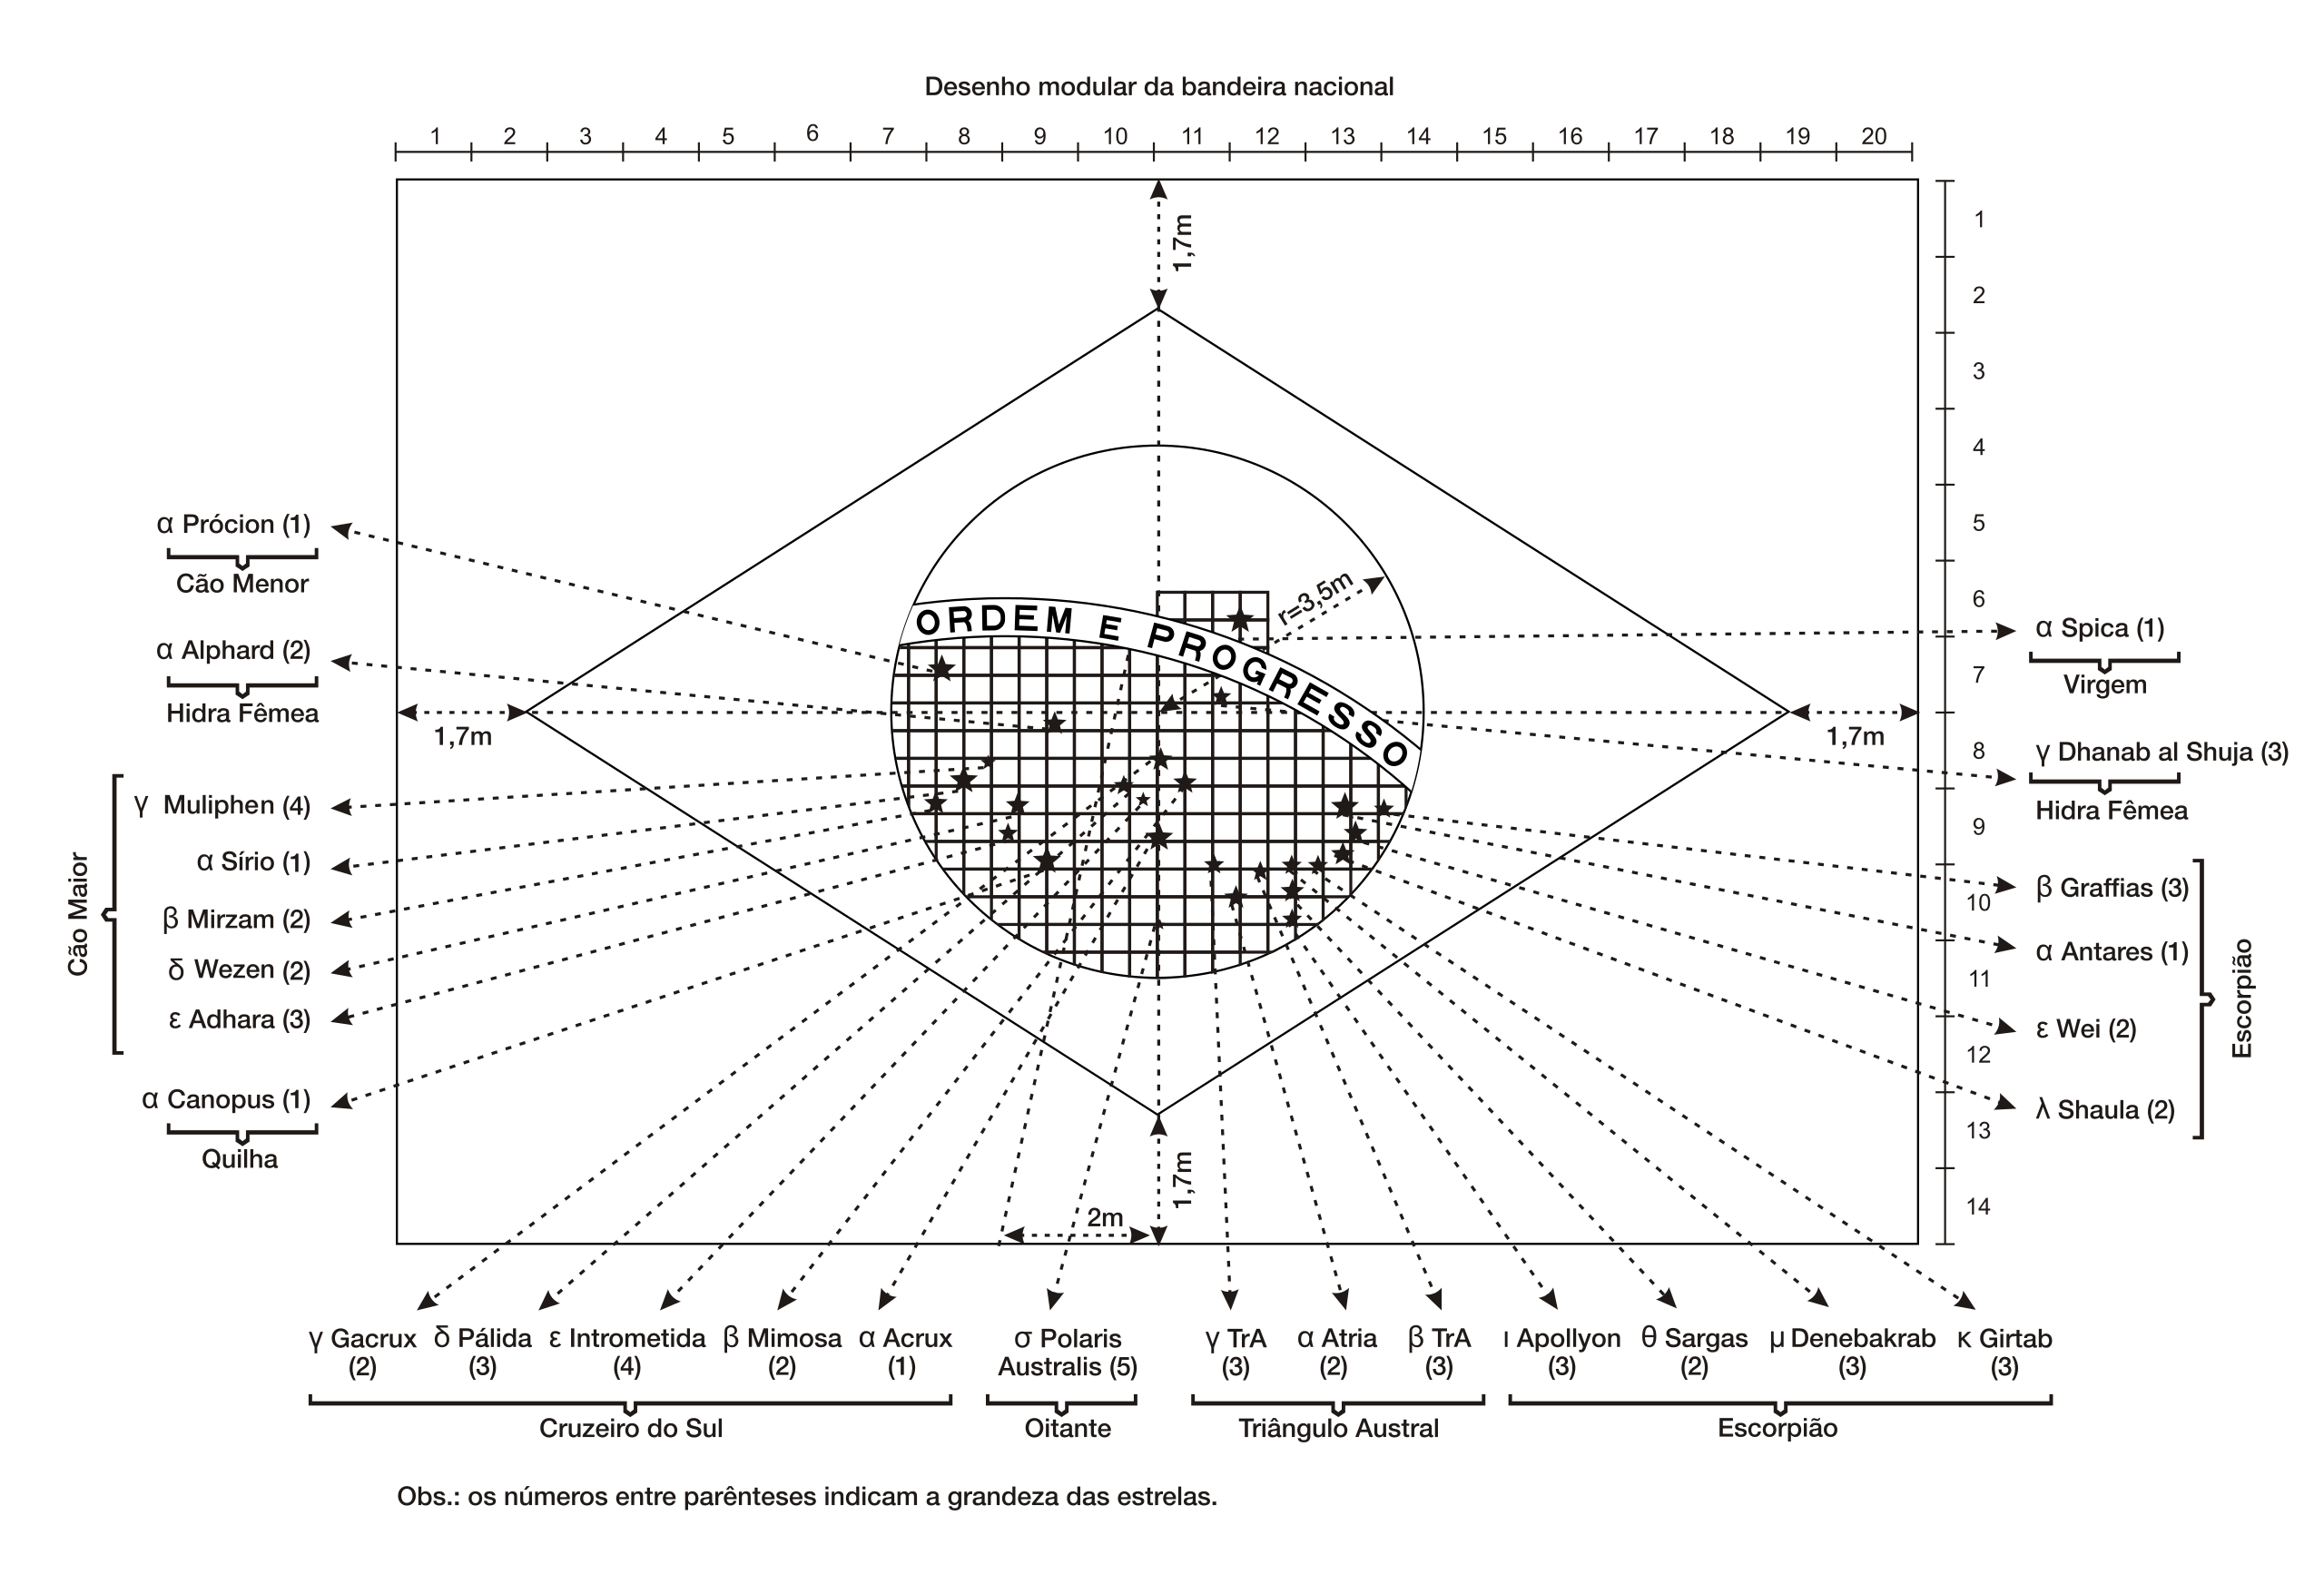 Desenho modular da bandeira nacional
1 2 3 4 5 6 7 8 9 10 11 12 13 14 15 16 17 18 19 20
1
2
3
4
5
6
7
8
9
10
11
12
13
14
1,7m
r=3,5m
ORDEM E PROGRESSO
1,7m
1,7m
1,7m
2m
α Prócion (1)
Cão Menor
α Alphard (2)
Hidra Fêmea
γ Muliphen (4)
α Sírio (1)
β Mirzam (2)
δ Wezen (2)
ε Adhara (3)
Cão Maior
α Canopus (1)
Quilha
α Spica (1)
Virgem
γ Dhanab al Shuja (3)
Hidra Fêmea
β Graffias (3)
α Antares (1)
ε Wei (2)
λ Shaula (2)
Escorpião
γ Gacrux (2)
δ Pálida (3)
ε Intrometida (4)
β Mimosa (2)
α Acrux (1)
Cruzeiro do Sul
σ Polaris
Australis (5)
Oitante
γ TrA (3)
α Atria (2)
β TrA (3)
Triângulo Austral
ι Apollyon (3)
θ Sargas (2)
μ Denebakrab (3)
κ Girtab (3)
Escorpião
Obs.: os números entre parênteses indicam a grandeza das estrelas.